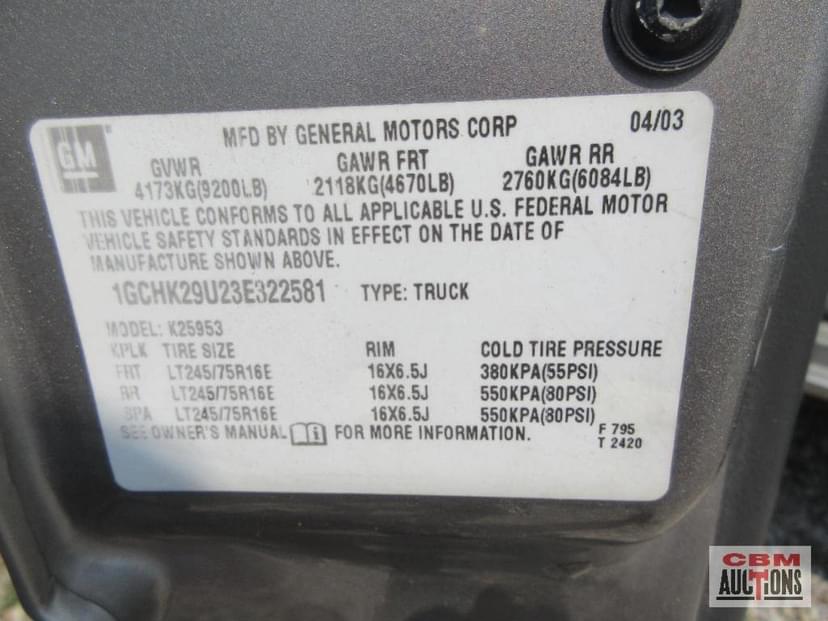 GM
MFD BY GENERAL MOTORS CORP 04/03
GVWR GAWR FRT GAWR RR
4173KG(9200LB) 2118KG(4670LB) 2760KG(6084LB)
THIS VEHICLE CONFORMS TO ALL APPLICABLE U.S. FEDERAL MOTOR
VEHICLE SAFETY STANDARDS IN EFFECT ON THE DATE OF
MANUFACTURE SHOWN ABOVE.
1GCHK29U23E322581 TYPE: TRUCK
MODEL: K25953
KPLK TIRE SIZE RIM COLD TIRE PRESSURE
FRT LT245/75R16E 16X6.5J 380KPA(55PSI)
RR LT245/75R16E 16X6.5J 550KPA(80PSI)
SPA LT245/75R16E 16X6.5J 550KPA(80PSI)
SEE OWNER'S MANUAL FOR MORE INFORMATION.
F 795
T 2420
CBM
AUCTIONS